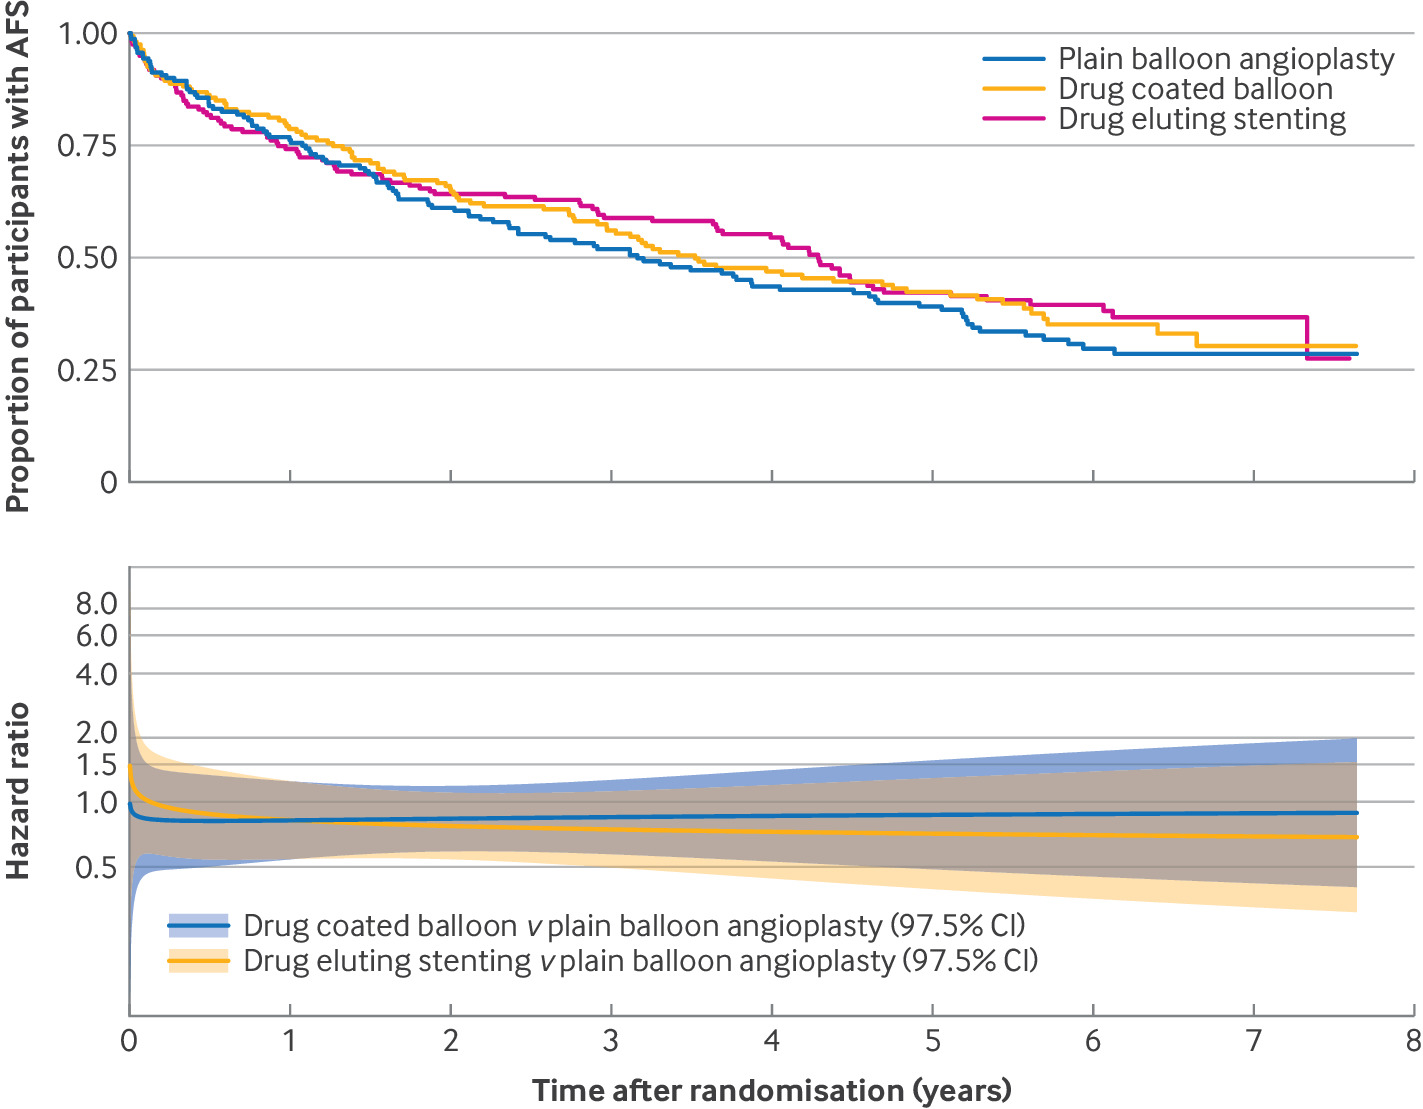 Proportion of participants with AFS
1.00
0.75
0.50
0.25
0
Plain balloon angioplasty
Drug coated balloon
Drug eluting stenting
Hazard ratio
8.0
6.0
4.0
2.0
1.5
1.0
0.5
Drug coated balloon v plain balloon angioplasty (97.5% CI)
Drug eluting stenting v plain balloon angioplasty (97.5% CI)
0 1 2 3 4 5 6 7 8
Time after randomisation (years)